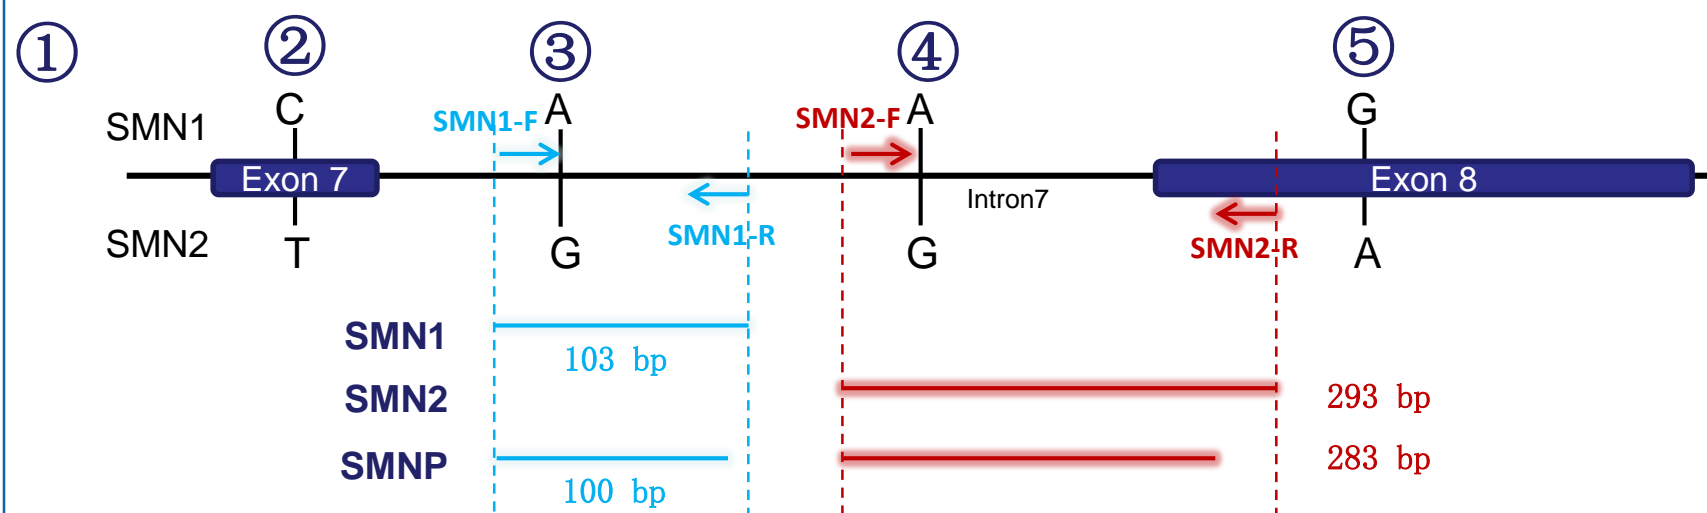 ① ② ③ ④ ⑤
C A A G
SMN1 SMN1-F SMN2-F
Exon 7 Exon 8
Intron7
SMN2 SMN1-R SMN2-R
T G G A
SMN1
103 bp
SMN2 293 bp
SMNP 283 bp
100 bp